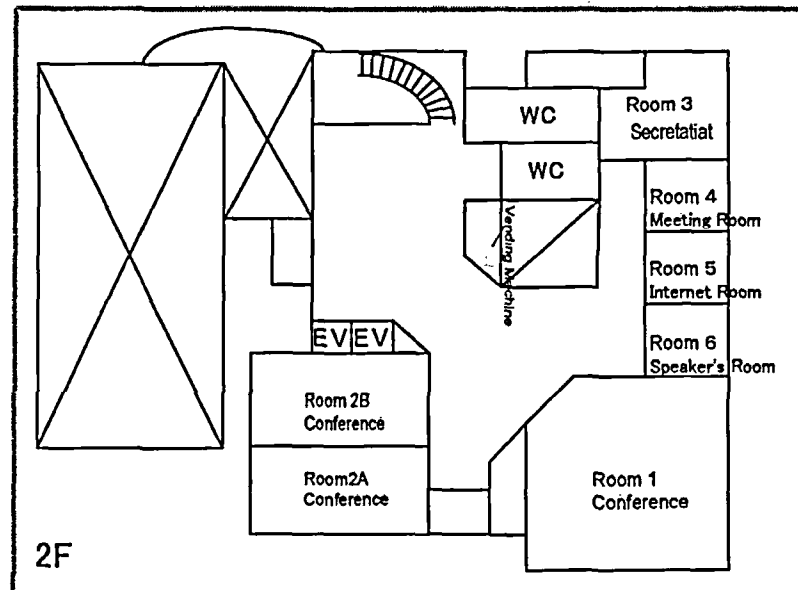 WC
Room 3
Secretatiat
WC
Room 4
Meeting Room
Vending Machine
Room 5
Internet Room
EV EV
Room 6
Speaker's Room
Room 2B
Conference
Room2A
Conference
Room 1
Conference
2F